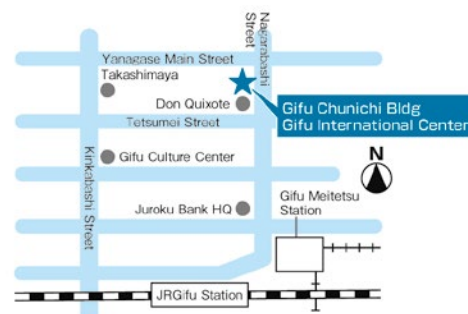 Nagarabashi
Street
Yanagase Main Street
Takashimaya
Don Quixote
Gifu Chunichi Bldg
Gifu International Center
Tetsumei Street
Kinkabashi Street
Gifu Culture Center
N
Juroku Bank HQ
Gifu Meitetsu
Station
JRGifu Station